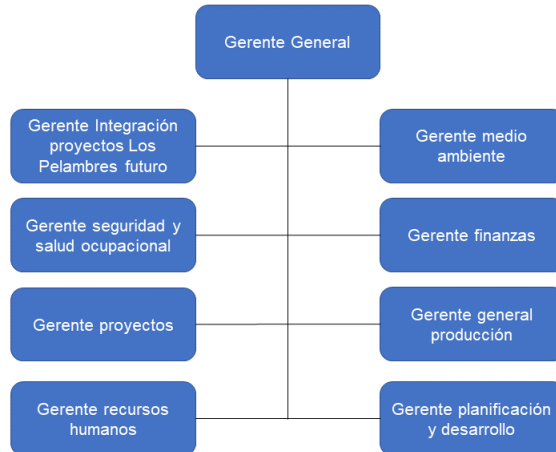 Gerente General
Gerente Integración
proyectos Los
Pelambres futuro
Gerente medio
ambiente
Gerente seguridad y
salud ocupacional
Gerente finanzas
Gerente proyectos
Gerente general
producción
Gerente recursos
humanos
Gerente planificación
y desarrollo